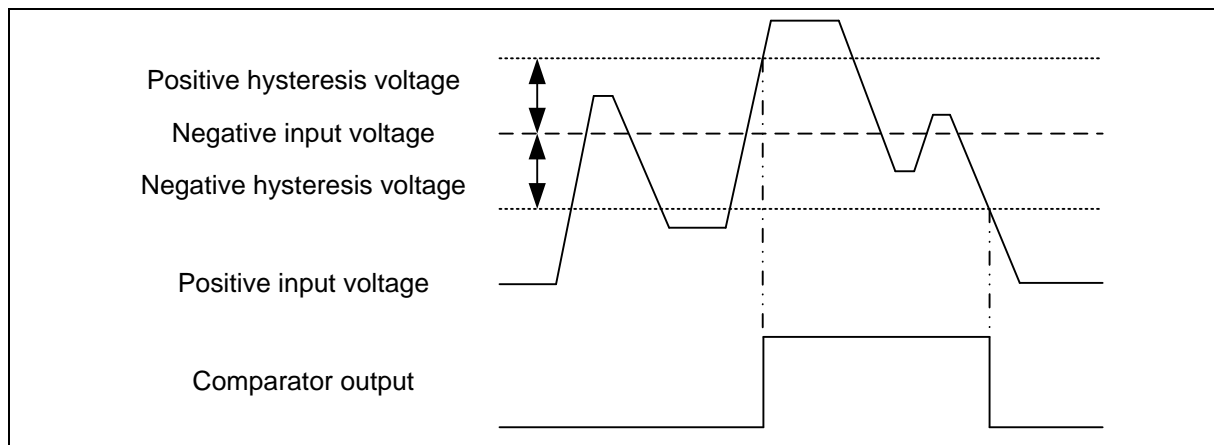 Positive hysteresis voltage
Negative input voltage
Negative hysteresis voltage
Positive input voltage
Comparator output